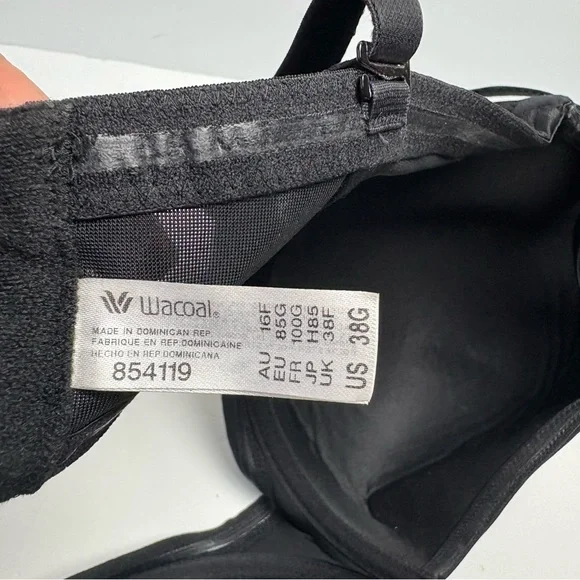 Wacoal®
MADE IN DOMINICAN REP.
FABRIQUE EN REP. DOMINICAINE
HECHO EN REP. DOMINICANA
854119
AU 16F
EU 85G
FR 100G
JP H85
UK 38F
US 38G